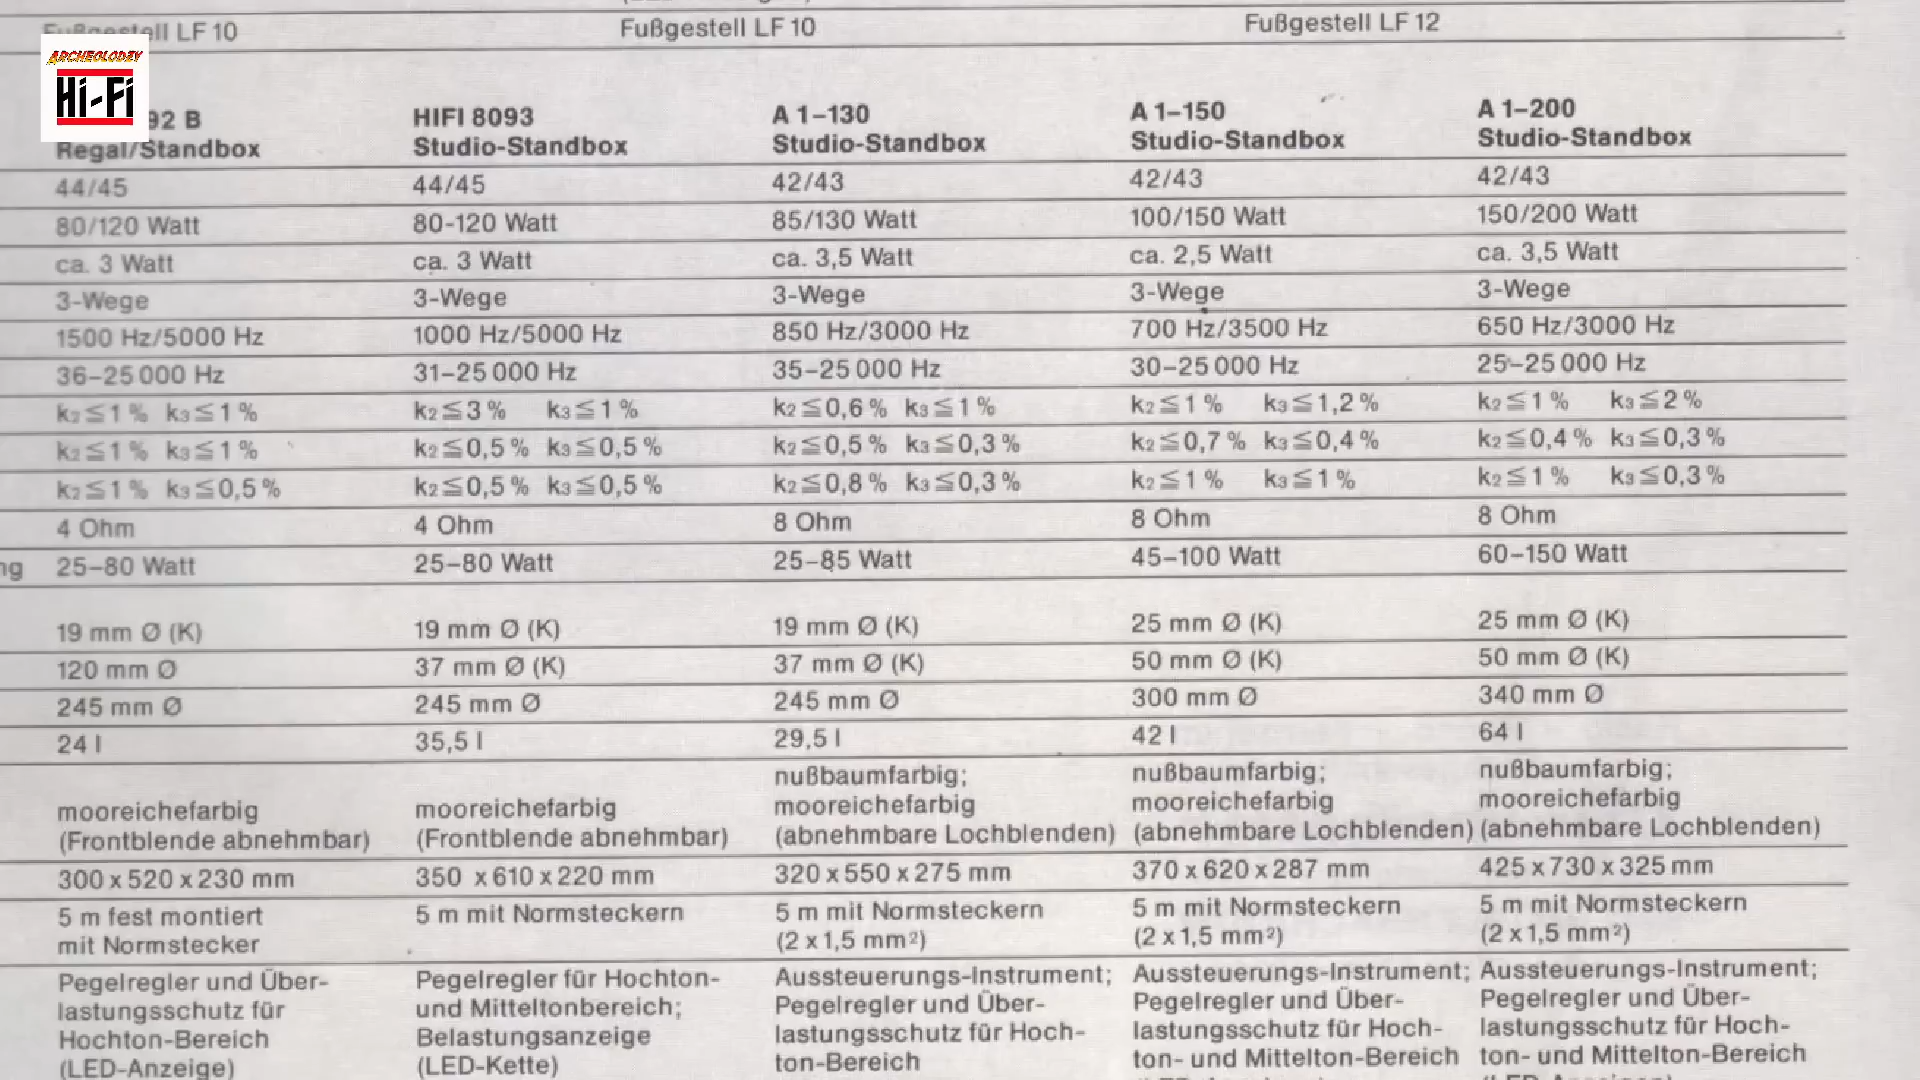 Fußgestell LF 10 Fußgestell LF 10 Fußgestell LF 12
ARCHEOLODZY
Hi-Fi
92 B HIFI 8093 A 1–130 A 1–150 A 1–200
Regal/Standbox Studio-Standbox Studio-Standbox Studio-Standbox Studio-Standbox
44/45 44/45 42/43 42/43 42/43
80/120 Watt 80-120 Watt 85/130 Watt 100/150 Watt 150/200 Watt
ca. 3 Watt ca. 3 Watt ca. 3,5 Watt ca. 2,5 Watt ca. 3,5 Watt
3-Wege 3-Wege 3-Wege 3-Wege 3-Wege
1500 Hz/5000 Hz 1000 Hz/5000 Hz 850 Hz/3000 Hz 700 Hz/3500 Hz 650 Hz/3000 Hz
36–25 000 Hz 31–25 000 Hz 35–25 000 Hz 30–25 000 Hz 25–25 000 Hz
k₂≦1 % k₃≦1 % k₂≦3 % k₃≦1 % k₂≦0,6 % k₃≦1 % k₂≦1 % k₃≦1,2 % k₂≦1 % k₃≦2 %
k₂≦1 % k₃≦1 % k₂≦0,5 % k₃≦0,5 % k₂≦0,5 % k₃≦0,3 % k₂≦0,7 % k₃≦0,4 % k₂≦0,4 % k₃≦0,3 %
k₂≦1 % k₃≦0,5 % k₂≦0,5 % k₃≦0,5 % k₂≦0,8 % k₃≦0,3 % k₂≦1 % k₃≦1 % k₂≦1 % k₃≦0,3 %
4 Ohm 4 Ohm 8 Ohm 8 Ohm 8 Ohm
ng 25–80 Watt 25–80 Watt 25–85 Watt 45–100 Watt 60–150 Watt
19 mm Ø (K) 19 mm Ø (K) 19 mm Ø (K) 25 mm Ø (K) 25 mm Ø (K)
120 mm Ø 37 mm Ø (K) 37 mm Ø (K) 50 mm Ø (K) 50 mm Ø (K)
245 mm Ø 245 mm Ø 245 mm Ø 300 mm Ø 340 mm Ø
24 l 35,5 l 29,5 l 42 l 64 l
nußbaumfarbig; nußbaumfarbig; nußbaumfarbig;
mooreichefarbig mooreichefarbig mooreichefarbig mooreichefarbig mooreichefarbig
(Frontblende abnehmbar) (Frontblende abnehmbar) (abnehmbare Lochblenden) (abnehmbare Lochblenden) (abnehmbare Lochblenden)
300 x 520 x 230 mm 350 x 610 x 220 mm 320 x 550 x 275 mm 370 x 620 x 287 mm 425 x 730 x 325 mm
5 m fest montiert 5 m mit Normsteckern 5 m mit Normsteckern 5 m mit Normsteckern 5 m mit Normsteckern
mit Normstecker (2 x 1,5 mm²) (2 x 1,5 mm²) (2 x 1,5 mm²)
Pegelregler und Über- Pegelregler für Hochton- Aussteuerungs-Instrument; Aussteuerungs-Instrument; Aussteuerungs-Instrument;
lastungsschutz für und Mitteltonbereich; Pegelregler und Über- Pegelregler und Über- Pegelregler und Über-
Hochton-Bereich Belastungsanzeige lastungsschutz für Hoch- lastungsschutz für Hoch- lastungsschutz für Hoch-
(LED-Anzeige) (LED-Kette) ton-Bereich ton- und Mittelton-Bereich ton- und Mittelton-Bereich